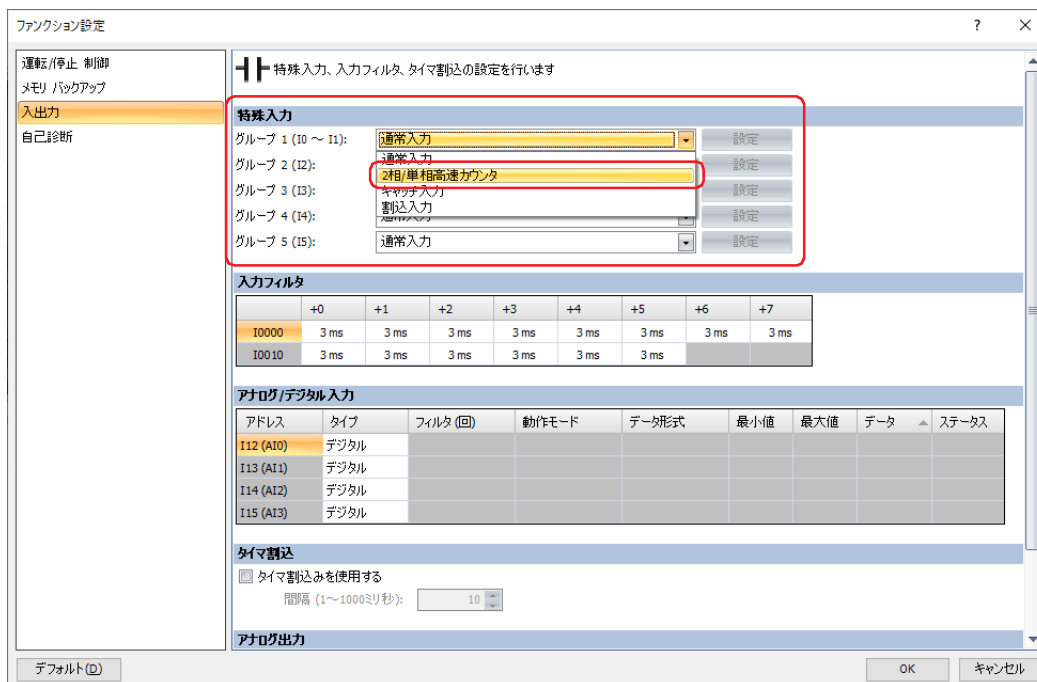 ファンクション設定
?
運転/停止 制御
メモリ バックアップ
入出力
自己診断
特殊入力、入力フィルタ、タイマ割込の設定を行います
特殊入力
グループ 1 (I0 ～ I1): 通常入力 設定
通常入力
グループ 2 (I2): 設定
2相/単相高速カウンタ
グループ 3 (I3): キャッチ入力 設定
割込入力
グループ 4 (I4): 通常入力 設定
グループ 5 (I5): 通常入力 設定
入力フィルタ
+0 +1 +2 +3 +4 +5 +6 +7
I0000 3 ms 3 ms 3 ms 3 ms 3 ms 3 ms 3 ms 3 ms
I0010 3 ms 3 ms 3 ms 3 ms 3 ms 3 ms
アナログ/デジタル入力
アドレス タイプ フィルタ (回) 動作モード データ形式 最小値 最大値 データ ステータス
I12 (AI0) デジタル
I13 (AI1) デジタル
I14 (AI2) デジタル
I15 (AI3) デジタル
タイマ割込
タイマ割込みを使用する
間隔 (1～1000ミリ秒): 10
アナログ出力
デフォルト(D) OK キャンセル